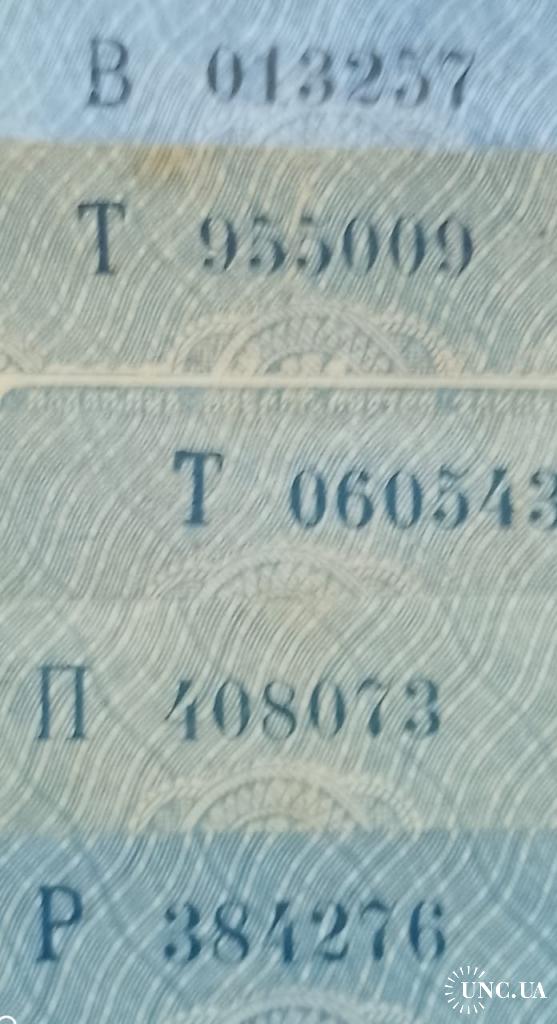 В 013257
Т 955009
Т 060543
П 408073
Р 384276
UNC.UA